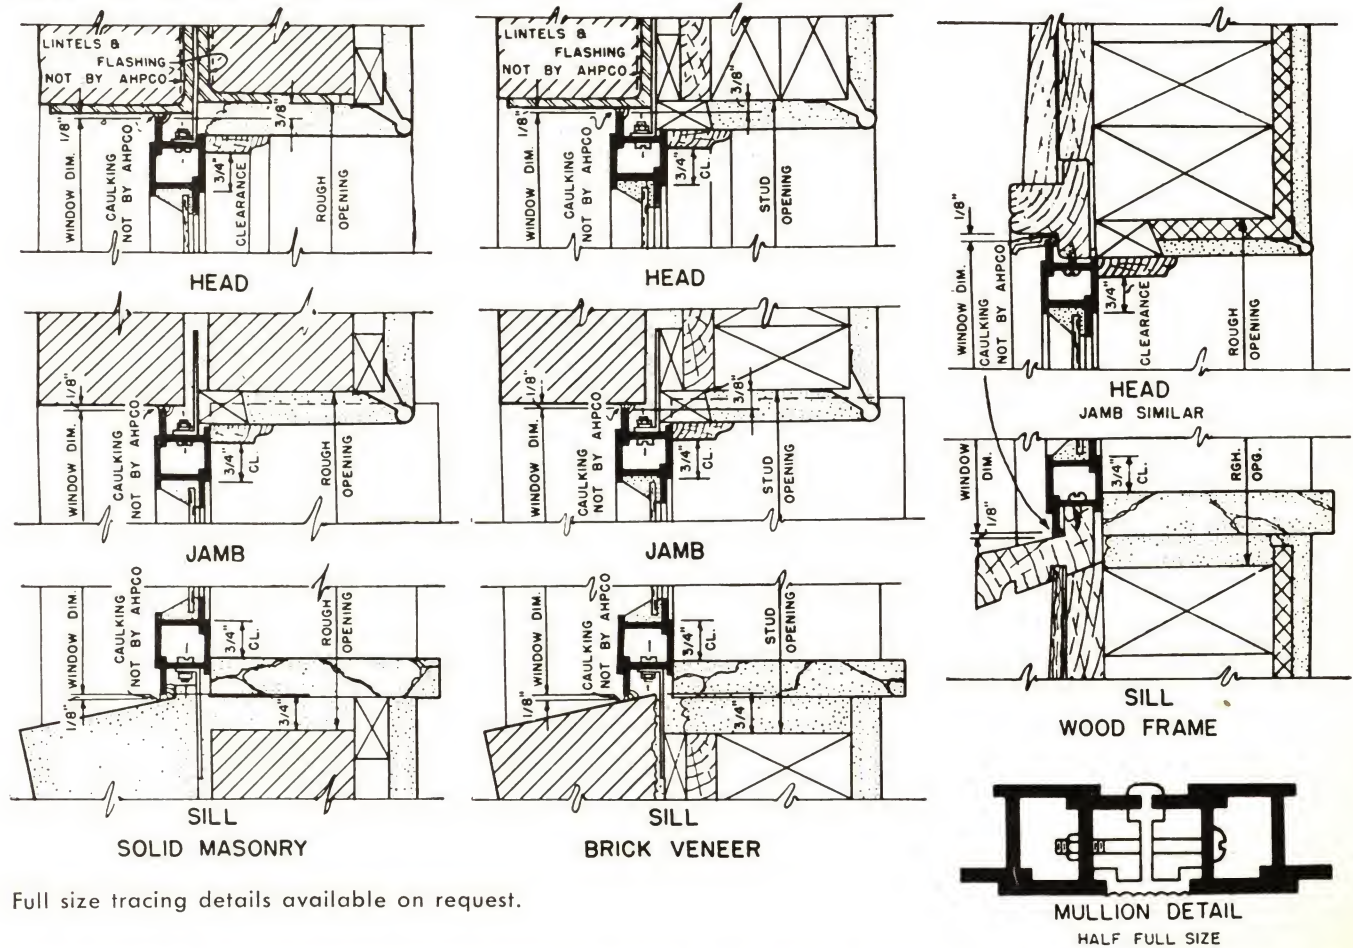 LINTELS &
FLASHING
NOT BY AHPCO
1/8"
3/8"
WINDOW DIM.
CAULKING
NOT BY AHPCO
3/4"
CLEARANCE
ROUGH
OPENING
HEAD
1/8"
WINDOW DIM.
CAULKING
NOT BY AHPCO
3/4"
CL.
ROUGH
OPENING
JAMB
WINDOW DIM.
CAULKING
NOT BY AHPCO
3/4"
CL.
ROUGH
OPENING
1/8"
3/4"
SILL
SOLID MASONRY
LINTELS &
FLASHING
NOT BY AHPCO
1/8"
3/8"
WINDOW DIM.
CAULKING
NOT BY AHPCO
3/4"
CL.
STUD
OPENING
HEAD
1/8"
3/8"
WINDOW DIM.
CAULKING
NOT BY AHPCO
3/4"
CL.
STUD
OPENING
JAMB
WINDOW DIM.
CAULKING
NOT BY AHPCO
3/4"
CL.
STUD
OPENING
1/8"
3/4"
SILL
BRICK VENEER
1/8"
WINDOW DIM.
CAULKING
NOT BY AHPCO
3/4"
CLEARANCE
ROUGH
OPENING
HEAD
JAMB SIMILAR
WINDOW
DIM.
1/8"
RGH.
OPG.
3/4"
CL.
SILL
WOOD FRAME
MULLION DETAIL
HALF FULL SIZE
Full size tracing details available on request.